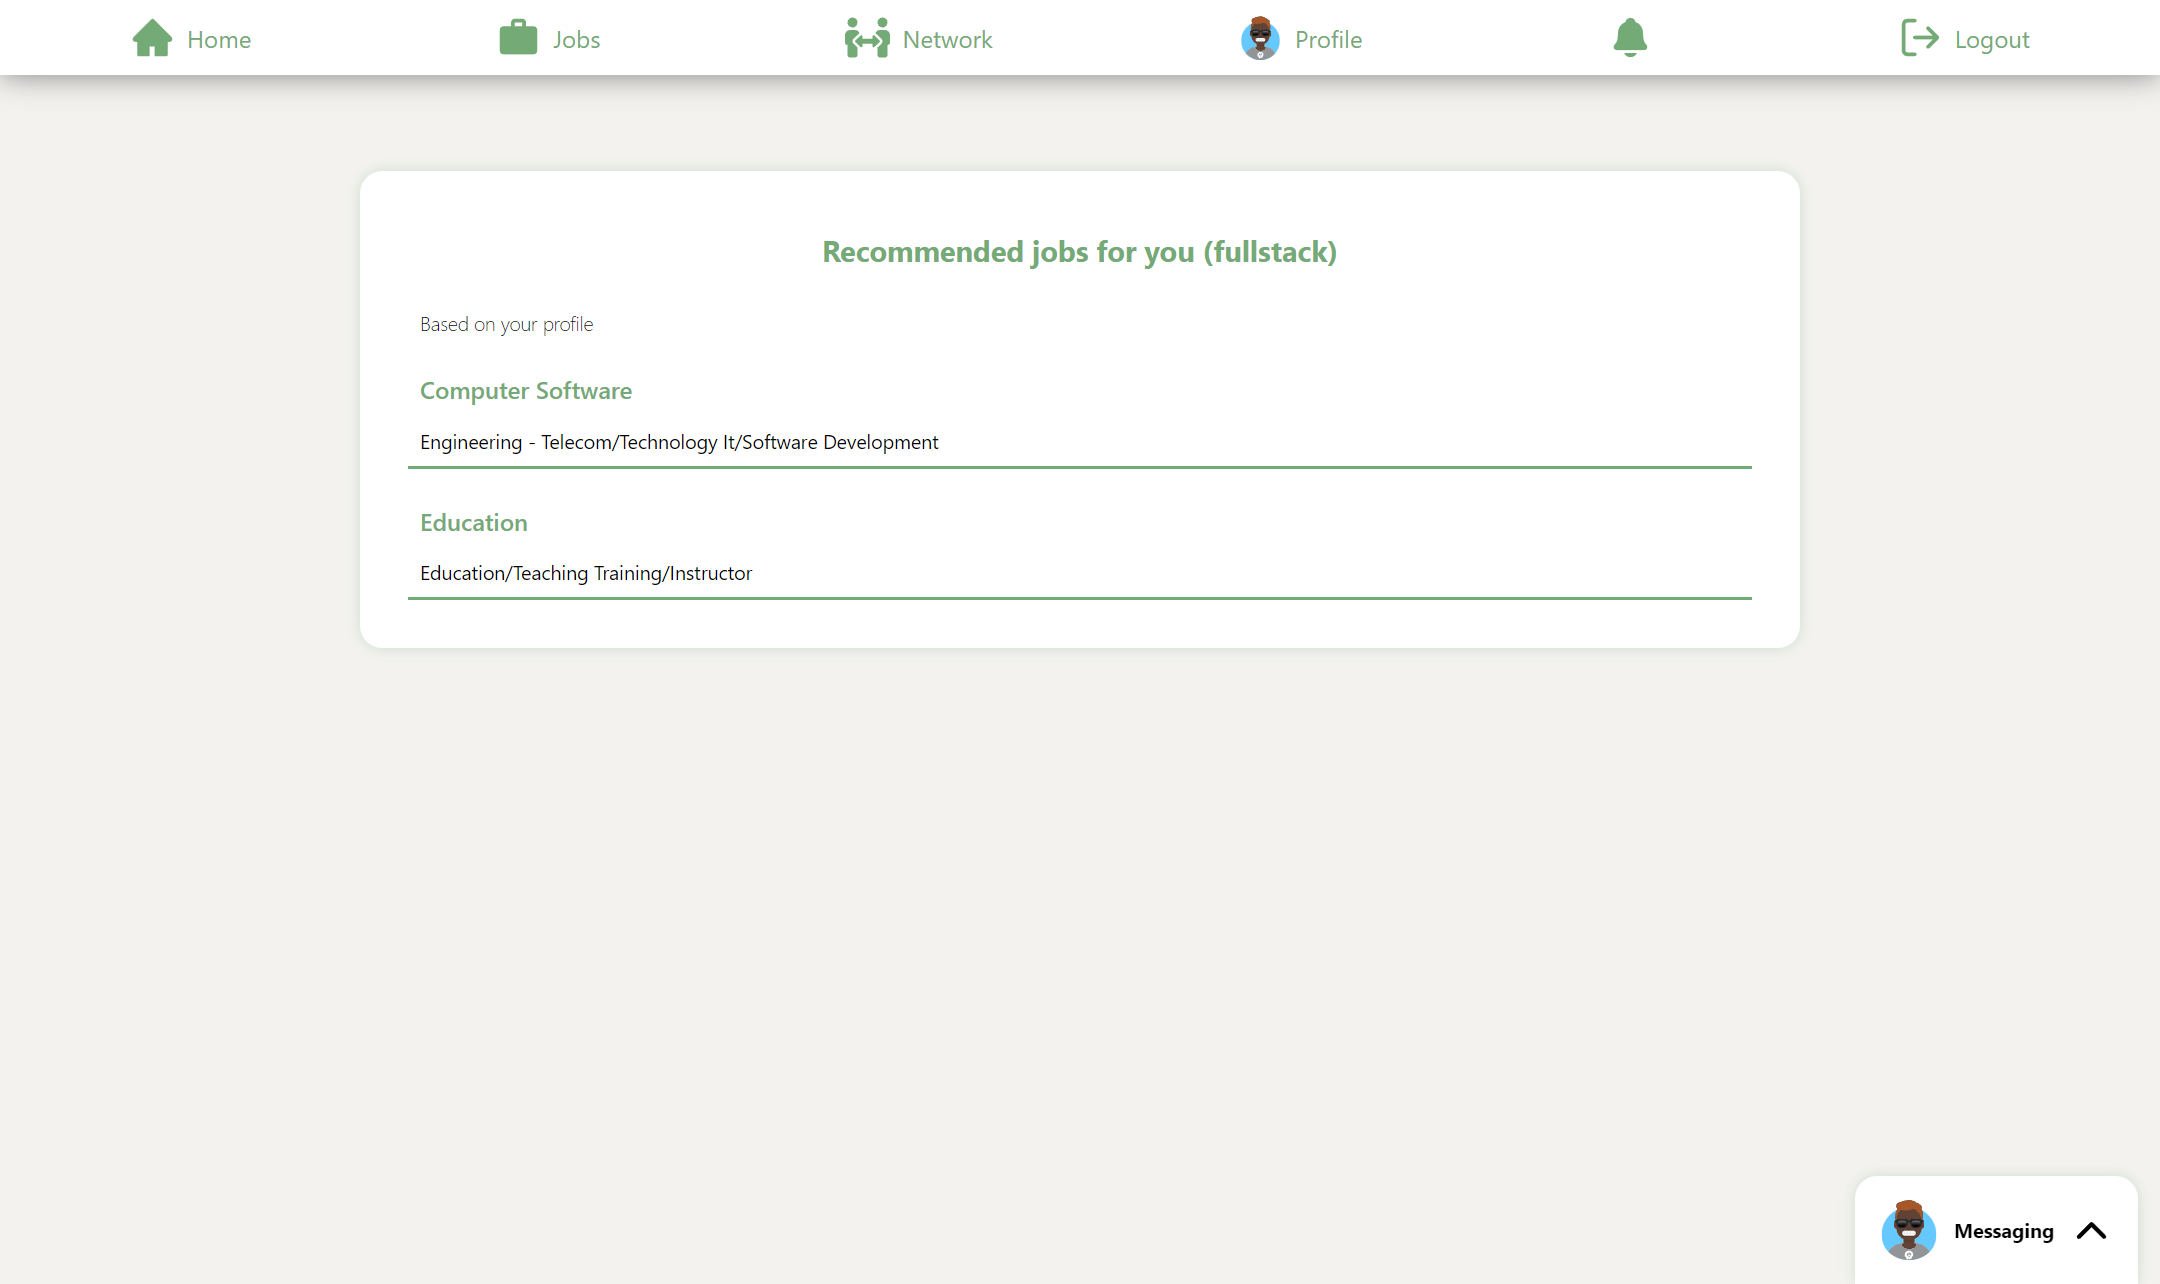 Home Jobs Network Profile Logout
Recommended jobs for you (fullstack)
Based on your profile
Computer Software
Engineering - Telecom/Technology It/Software Development
Education
Education/Teaching Training/Instructor
Messaging